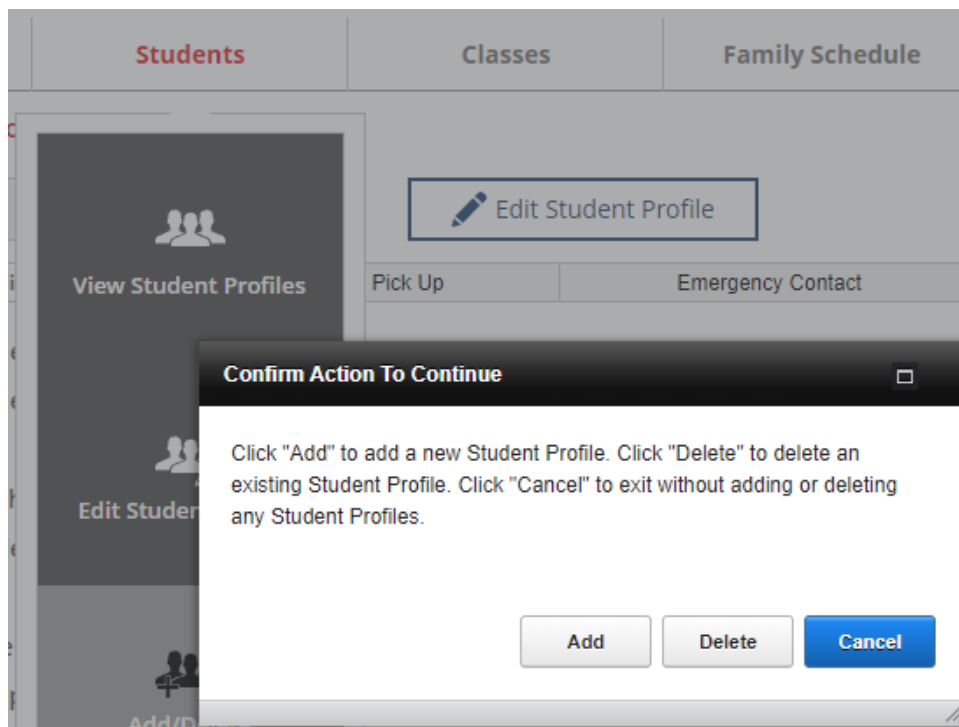 Students Classes Family Schedule
Edit Student Profile
View Student Profiles
Pick Up Emergency Contact
Confirm Action To Continue
Click "Add" to add a new Student Profile. Click "Delete" to delete an
existing Student Profile. Click "Cancel" to exit without adding or deleting
any Student Profiles.
Edit
Add Delete Cancel